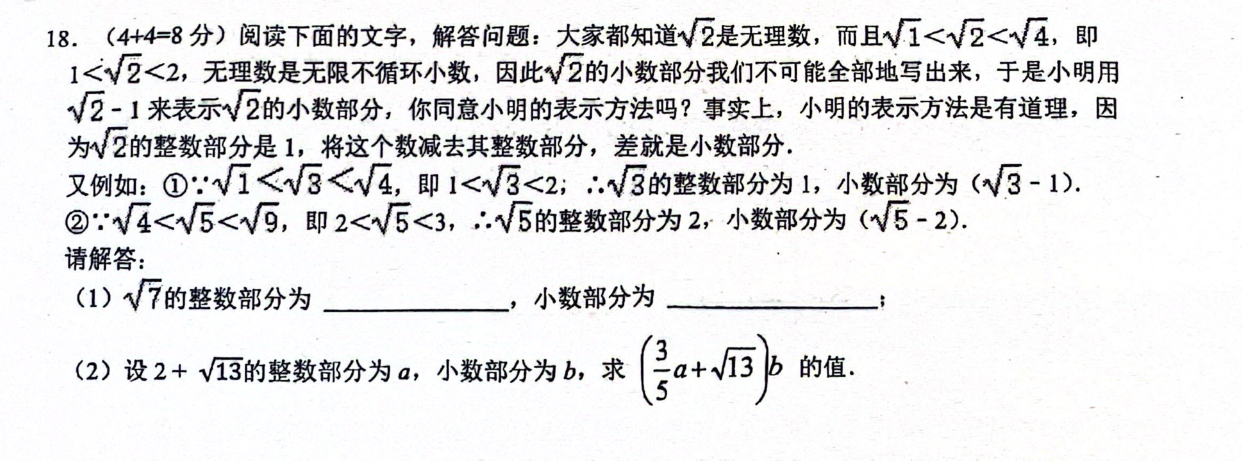 18. （4+4=8 分）阅读下面的文字，解答问题：大家都知道√2是无理数，而且√1<√2<√4，即
1<√2<2，无理数是无限不循环小数，因此√2的小数部分我们不可能全部地写出来，于是小明用
√2 - 1 来表示√2的小数部分，你同意小明的表示方法吗？事实上，小明的表示方法是有道理，因
为√2的整数部分是 1，将这个数减去其整数部分，差就是小数部分.
又例如：①∵√1<√3<√4，即 1<√3<2；∴√3的整数部分为 1，小数部分为（√3 - 1）.
②∵√4<√5<√9，即 2<√5<3，∴√5的整数部分为 2，小数部分为（√5 - 2）.
请解答：
（1）√7的整数部分为 ____________，小数部分为 ____________；
（2）设 2+ √13的整数部分为 a，小数部分为 b，求 (3/5 a+√13)b 的值.